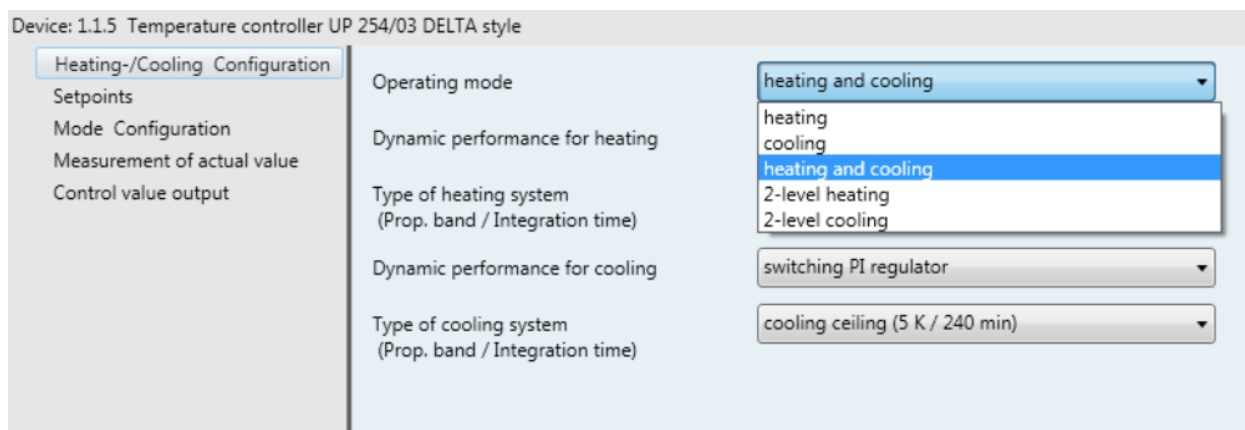 Device: 1.1.5  Temperature controller UP 254/03 DELTA style
Heating-/Cooling  Configuration
Setpoints
Mode  Configuration
Measurement of actual value
Control value output
Operating mode
heating and cooling
heating
cooling
heating and cooling
2-level heating
2-level cooling
Dynamic performance for heating
Type of heating system
(Prop. band / Integration time)
Dynamic performance for cooling
switching PI regulator
Type of cooling system
(Prop. band / Integration time)
cooling ceiling (5 K / 240 min)